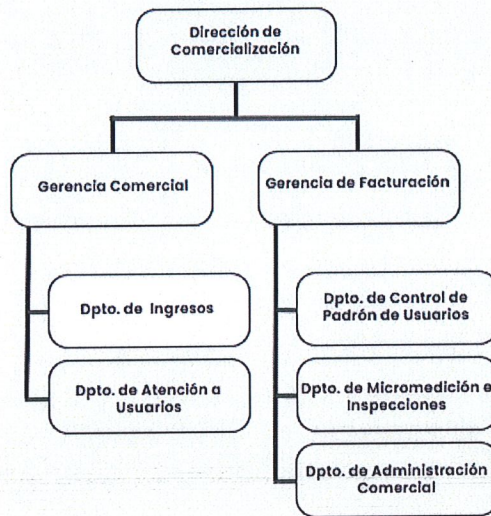 Dirección de
Comercialización
Gerencia Comercial
Gerencia de Facturación
Dpto. de Ingresos
Dpto. de Atención a
Usuarios
Dpto. de Control de
Padrón de Usuarios
Dpto. de Micromedición e
Inspecciones
Dpto. de Administración
Comercial